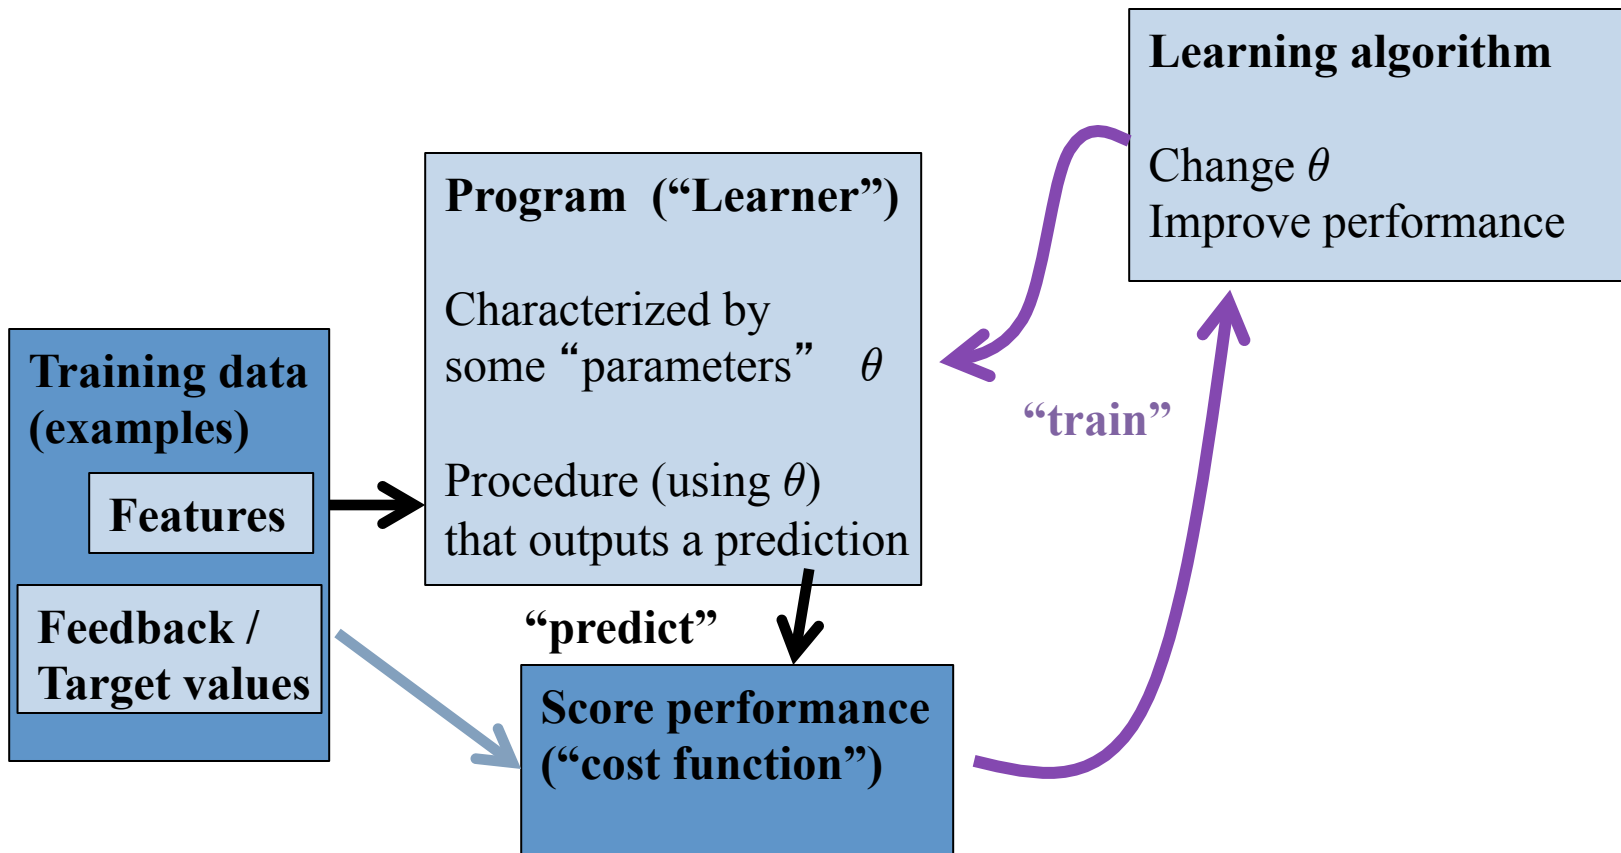 Training data
(examples)
Features
Feedback /
Target values
Program  (“Learner”)
Characterized by
some “parameters”   θ
Procedure (using θ)
that outputs a prediction
“predict”
Score performance
(“cost function”)
Learning algorithm
Change θ
Improve performance
“train”